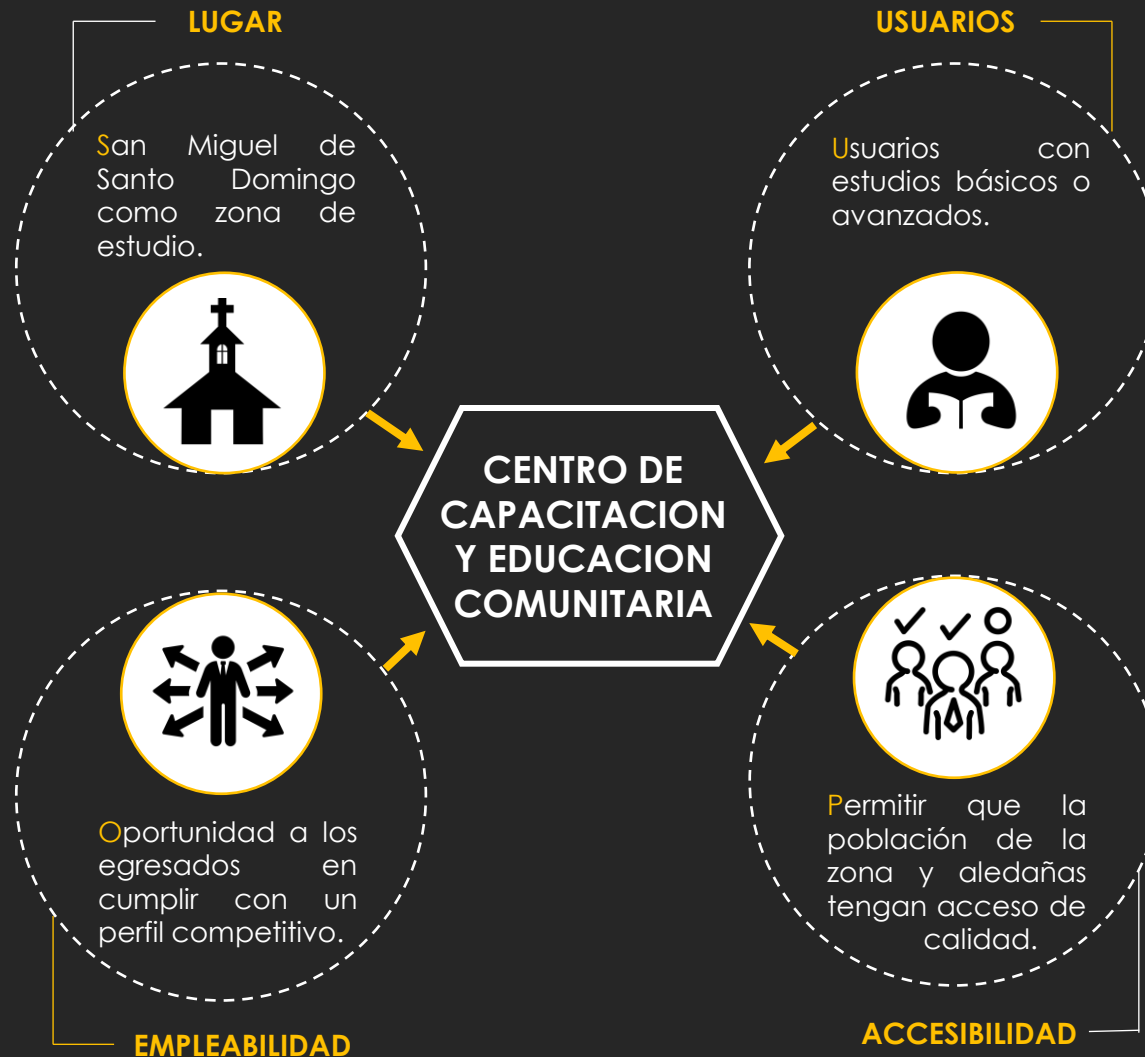 LUGAR
San Miguel de
Santo Domingo
como zona de
estudio.
USUARIOS
Usuarios con
estudios básicos o
avanzados.
CENTRO DE
CAPACITACION
Y EDUCACION
COMUNITARIA
Oportunidad a los
egresados en
cumplir con un
perfil competitivo.
EMPLEABILIDAD
Permitir que la
población de la
zona y aledañas
tengan acceso de
calidad.
ACCESIBILIDAD